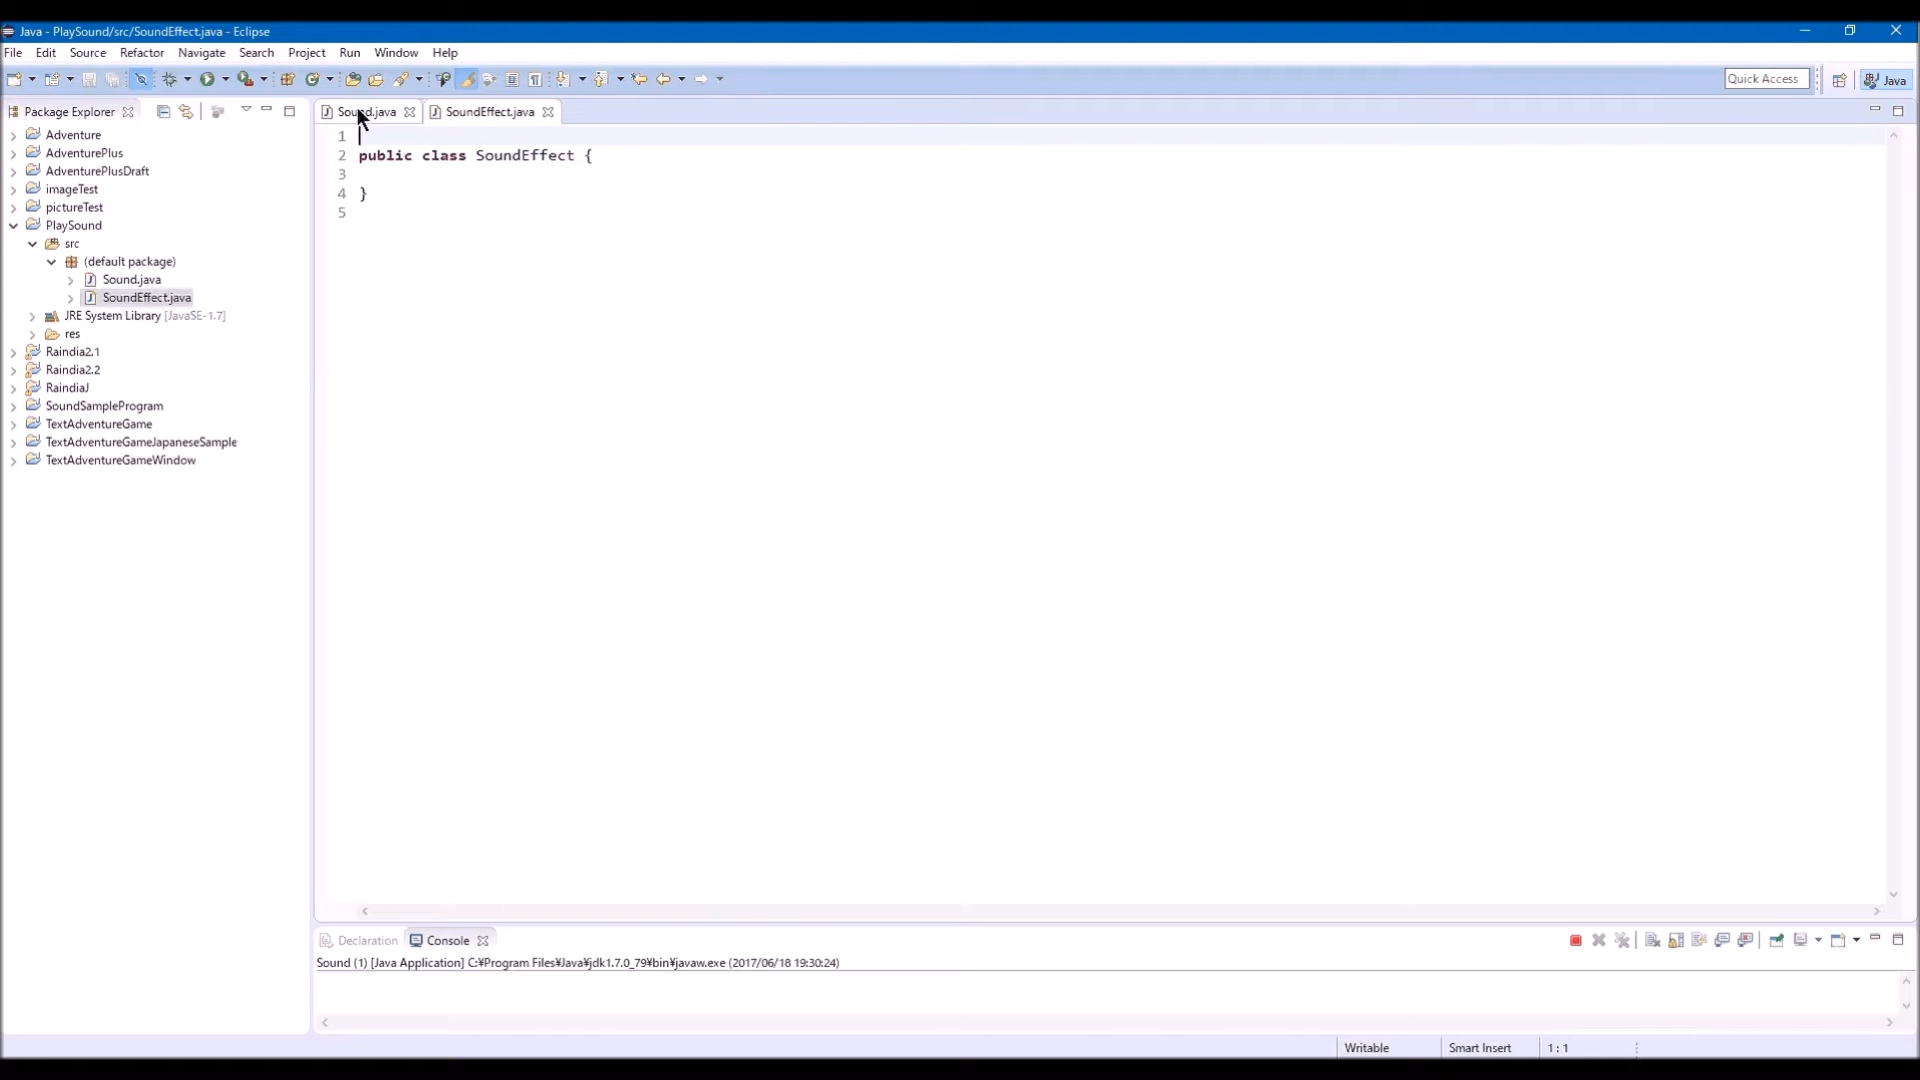 Java - PlaySound/src/SoundEffect.java - Eclipse
File Edit Source Refactor Navigate Search Project Run Window Help
Quick Access
Java
Package Explorer
Adventure
AdventurePlus
AdventurePlusDraft
imageTest
pictureTest
PlaySound
src
(default package)
Sound.java
SoundEffect.java
JRE System Library [JavaSE-1.7]
res
Raindia2.1
Raindia2.2
RaindiaJ
SoundSampleProgram
TextAdventureGame
TextAdventureGameJapaneseSample
TextAdventureGameWindow
Sound.java SoundEffect.java
1
2 public class SoundEffect {
3
4 }
5
Declaration Console
Sound (1) [Java Application] C:¥Program Files¥Java¥jdk1.7.0_79¥bin¥javaw.exe (2017/06/18 19:30:24)
Writable Smart Insert 1 : 1